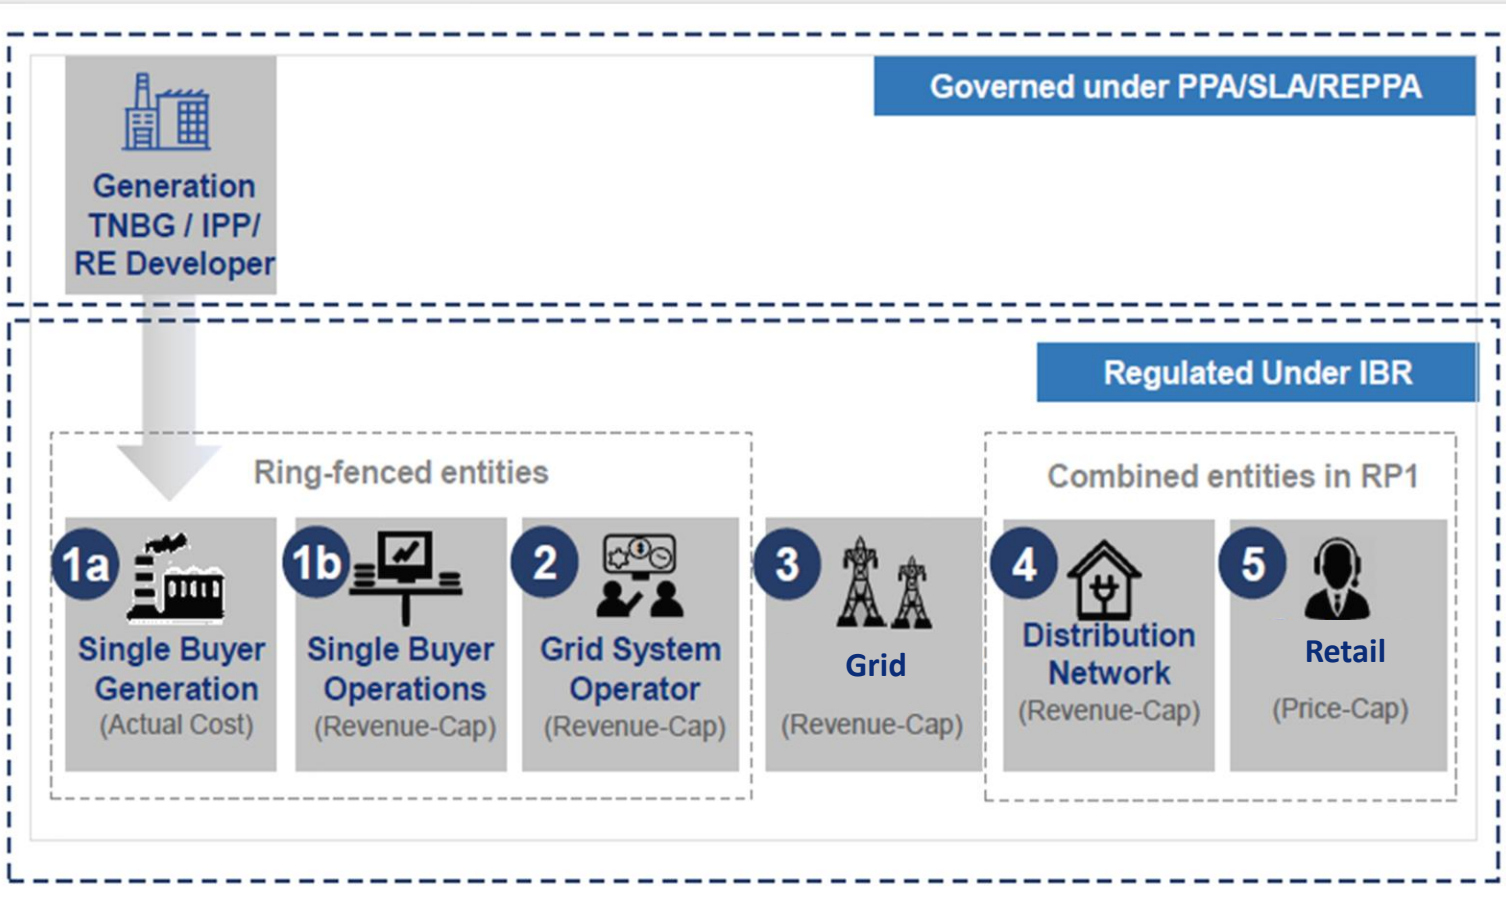 Governed under PPA/SLA/REPPA
Generation
TNBG / IPP/
RE Developer
Regulated Under IBR
Ring-fenced entities
Combined entities in RP1
1a
Single Buyer
Generation
(Actual Cost)
1b
Single Buyer
Operations
(Revenue-Cap)
2
Grid System
Operator
(Revenue-Cap)
3
Grid
(Revenue-Cap)
4
Distribution
Network
(Revenue-Cap)
5
Retail
(Price-Cap)